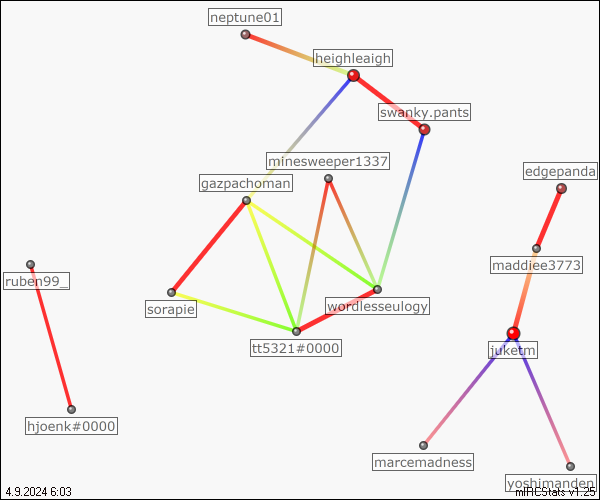 neptune01
heighleaigh
swanky.pants
minesweeper1337
edgepanda
gazpachoman
maddiee3773
ruben99_
sorapie
wordlesseulogy
tt5321#0000
juketm
hjoenk#0000
marcemadness
yoshimanden
4.9.2024 6:03
mIRCStats v1.25